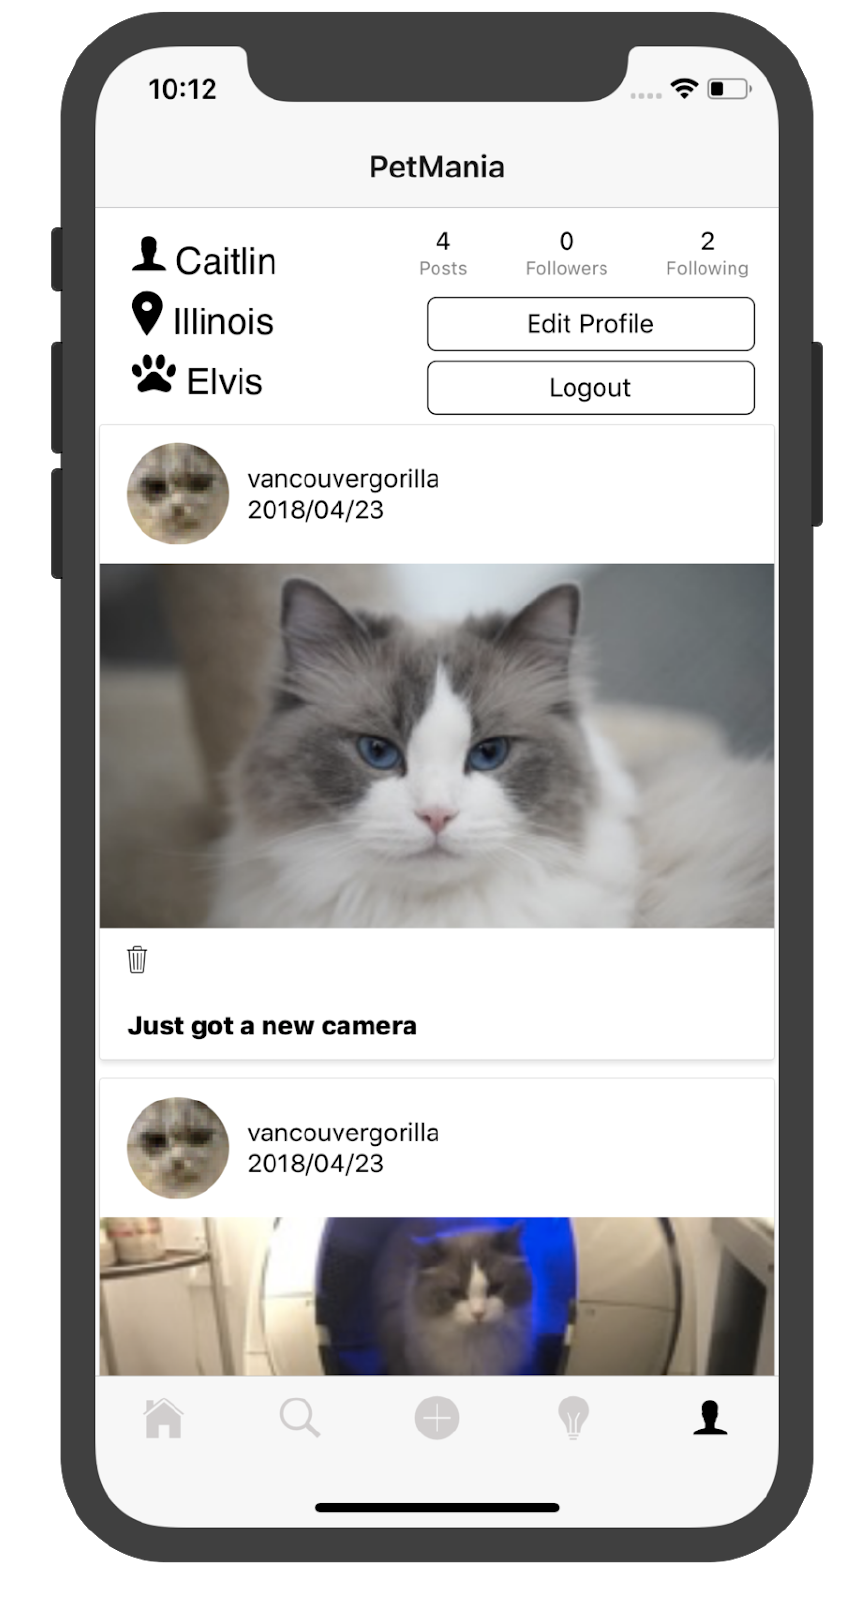 10:12
PetMania
Caitlin
Illinois
Elvis
4 0 2
Posts Followers Following
Edit Profile
Logout
vancouvergorilla
2018/04/23
Just got a new camera
vancouvergorilla
2018/04/23